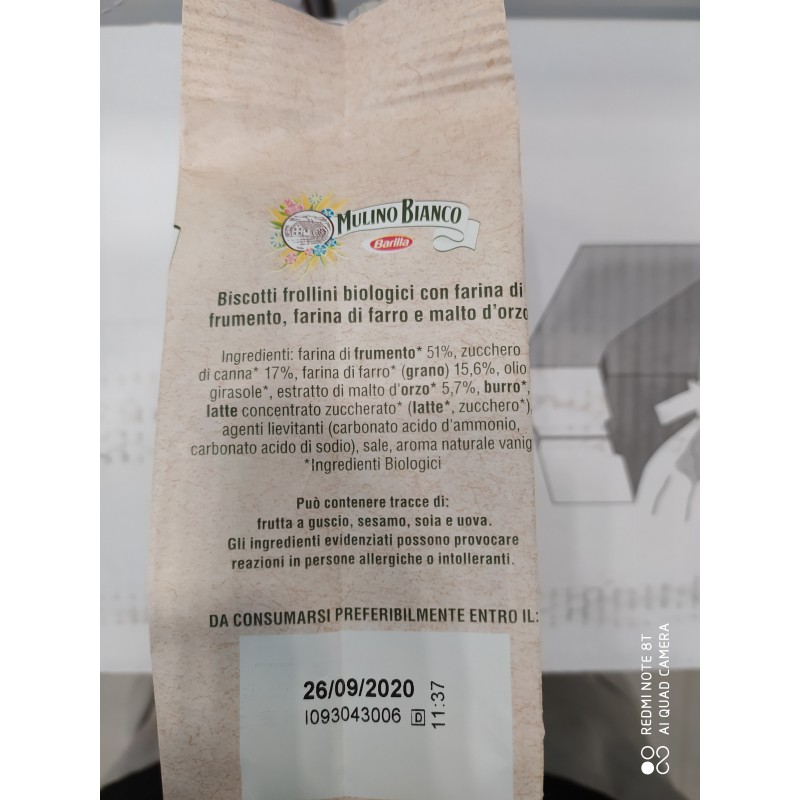 MULINO BIANCO
Barilla
Biscotti frollini biologici con farina di
frumento, farina di farro e malto d'orzo
Ingredienti: farina di frumento* 51%, zucchero
di canna* 17%, farina di farro* (grano) 15,6%, olio
girasole*, estratto di malto d'orzo* 5,7%, burro*,
latte concentrato zuccherato* (latte*, zucchero*),
agenti lievitanti (carbonato acido d'ammonio,
carbonato acido di sodio), sale, aroma naturale vanig
*Ingredienti Biologici
Può contenere tracce di:
frutta a guscio, sesamo, soia e uova.
Gli ingredienti evidenziati possono provocare
reazioni in persone allergiche o intolleranti.
DA CONSUMARSI PREFERIBILMENTE ENTRO IL:
26/09/2020
I093043006 D
11:37
REDMI NOTE 8T
AI QUAD CAMERA